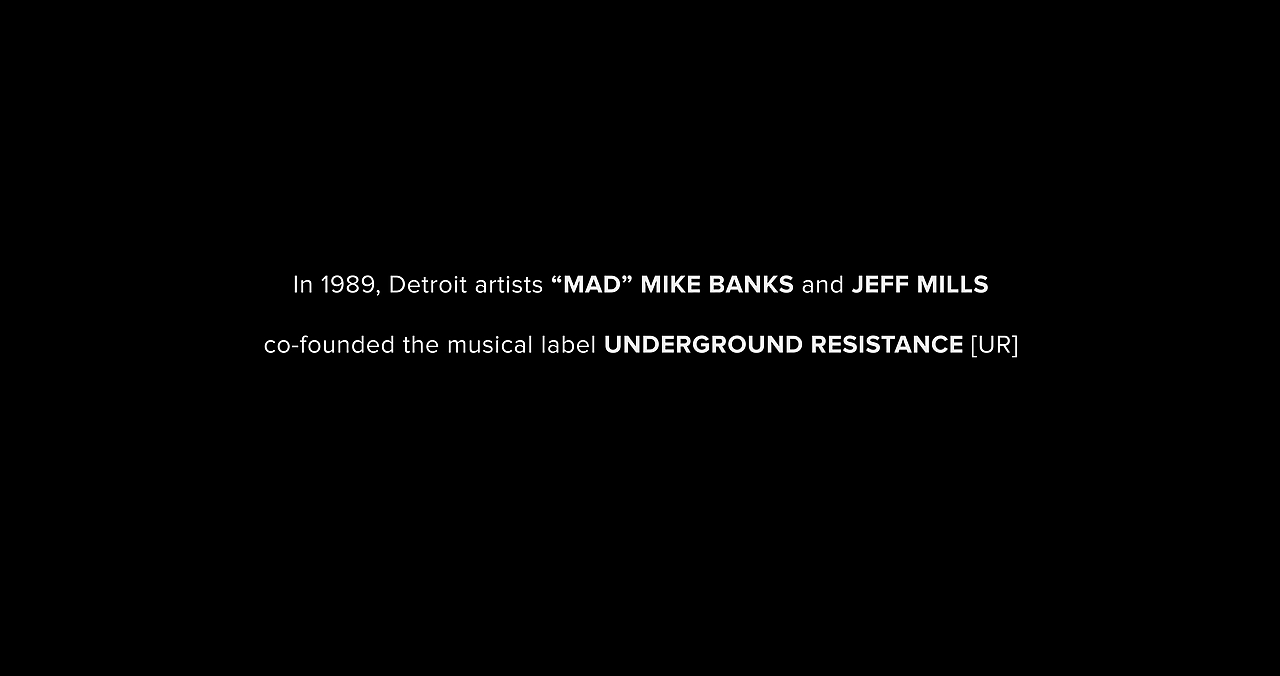 In 1989, Detroit artists “MAD” MIKE BANKS and JEFF MILLS
co-founded the musical label UNDERGROUND RESISTANCE [UR]